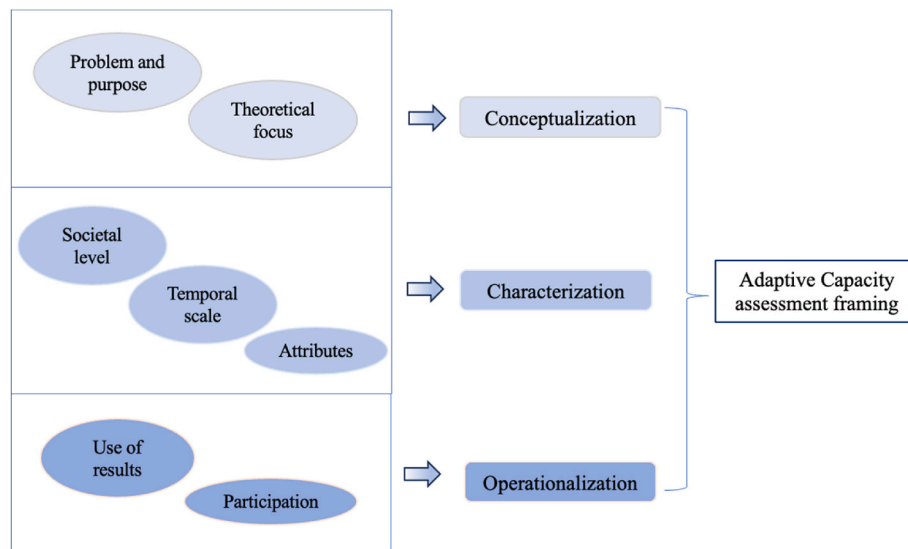 Problem and
purpose
Theoretical
focus
Conceptualization
Societal
level
Temporal
scale
Attributes
Characterization
Adaptive Capacity
assessment framing
Use of
results
Participation
Operationalization